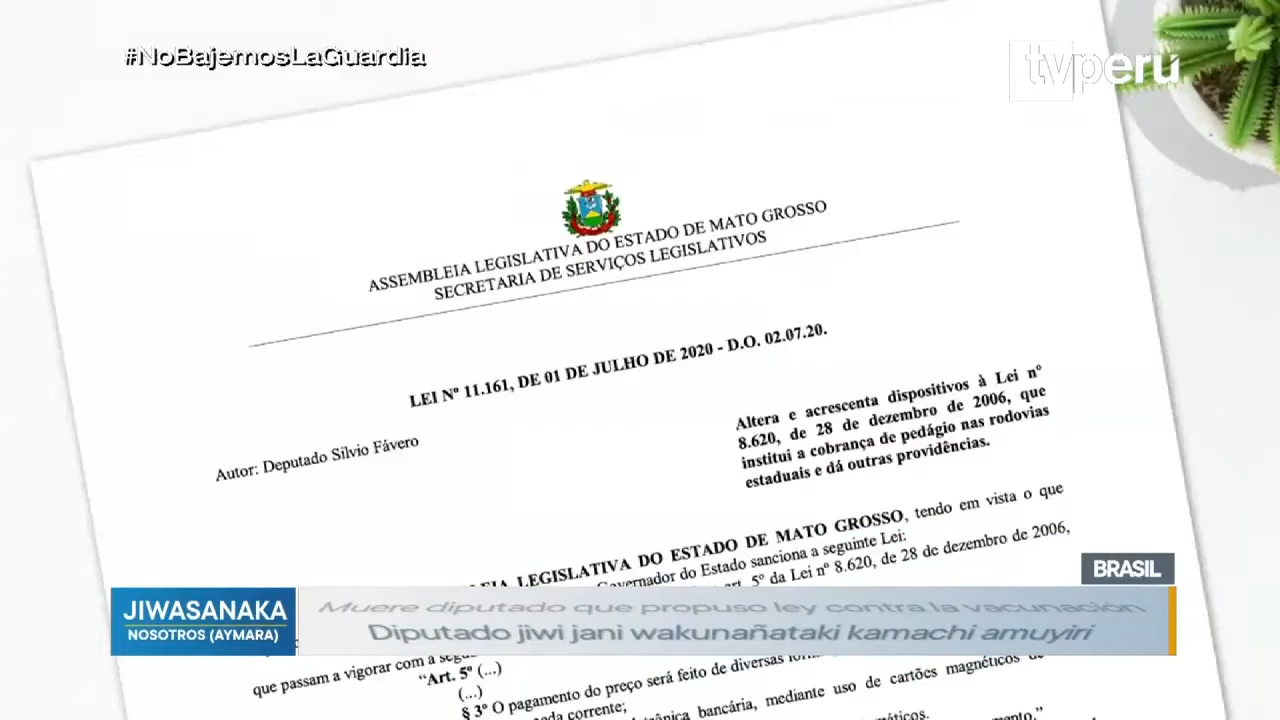 #NoBajemosLaGuardia
tvperú
ASSEMBLEIA LEGISLATIVA DO ESTADO DE MATO GROSSO
SECRETARIA DE SERVIÇOS LEGISLATIVOS
LEI Nº 11.161, DE 01 DE JULHO DE 2020 - D.O. 02.07.20.
Autor: Deputado Silvio Fávero
Altera e acrescenta dispositivos à Lei nº
8.620, de 28 de dezembro de 2006, que
institui a cobrança de pedágio nas rodovias
estaduais e dá outras providências.
LEGISLATIVA DO ESTADO DE MATO GROSSO, tendo em vista o que
Governador do Estado sanciona a seguinte Lei:
art. 5º da Lei nº 8.620, de 28 de dezembro de 2006,
BRASIL
JIWASANAKA
NOSOTROS (AYMARA)
Muere diputado que propuso ley contra la vacunación
Diputado jiwi jani wakunañataki kamachi amuyiri
que passam a vigorar com a
"Art. 5º (...)
(...)
§ 3º O pagamento do preço será feito de diversas
corrente;
bancária, mediante uso de cartões magnéticos